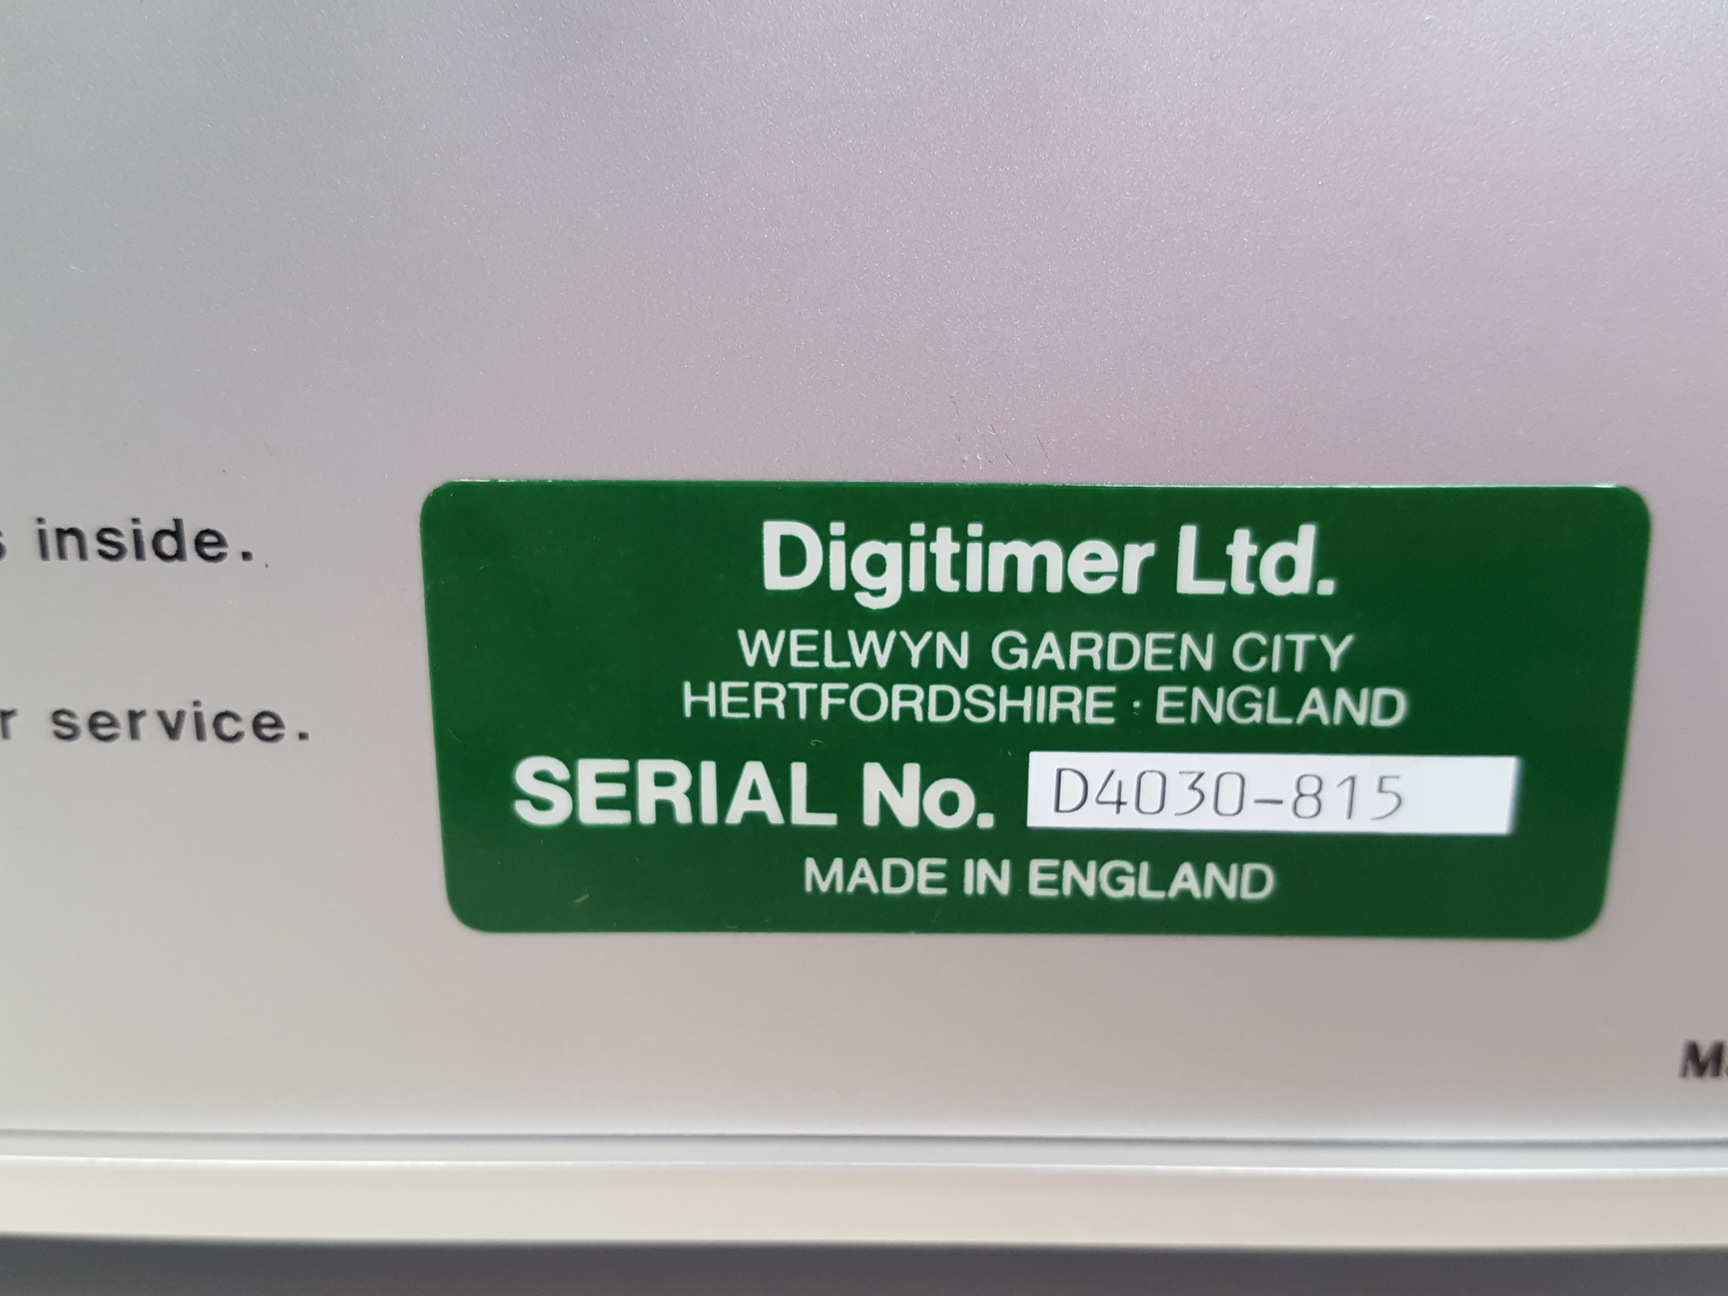 inside.
service.
Digitimer Ltd.
WELWYN GARDEN CITY
HERTFORDSHIRE · ENGLAND
SERIAL No. D4030-815
MADE IN ENGLAND